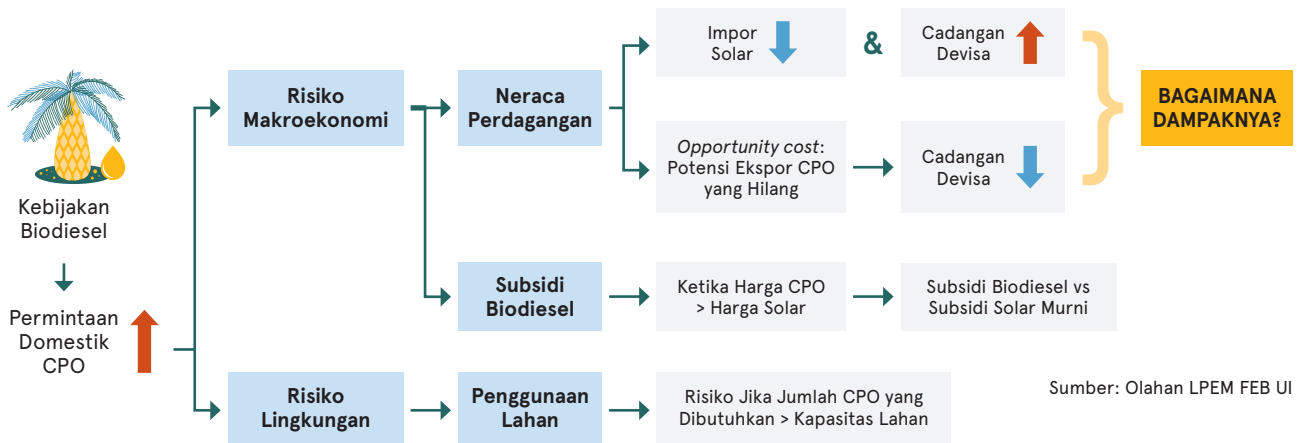 Kebijakan
Biodiesel
Permintaan
Domestik
CPO
Risiko
Makroekonomi
Neraca
Perdagangan
Impor
Solar
&
Cadangan
Devisa
Opportunity cost:
Potensi Ekspor CPO
yang Hilang
Cadangan
Devisa
BAGAIMANA
DAMPAKNYA?
Subsidi
Biodiesel
Ketika Harga CPO
> Harga Solar
Subsidi Biodiesel vs
Subsidi Solar Murni
Risiko
Lingkungan
Penggunaan
Lahan
Risiko Jika Jumlah CPO yang
Dibutuhkan > Kapasitas Lahan
Sumber: Olahan LPEM FEB UI